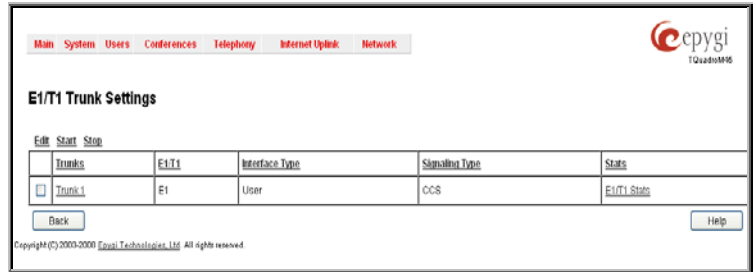 Main System Users Conferences Telephony Internet Uplink Network
epygi
TQuadroM45
E1/T1 Trunk Settings
Edit Start Stop
Trunks E1/T1 Interface Type Signaling Type Stats
Trunk 1 E1 User CCS E1/T1 Stats
Back Help
Copyright (C) 2003-2008 Epygi Technologies, Ltd. All rights reserved.